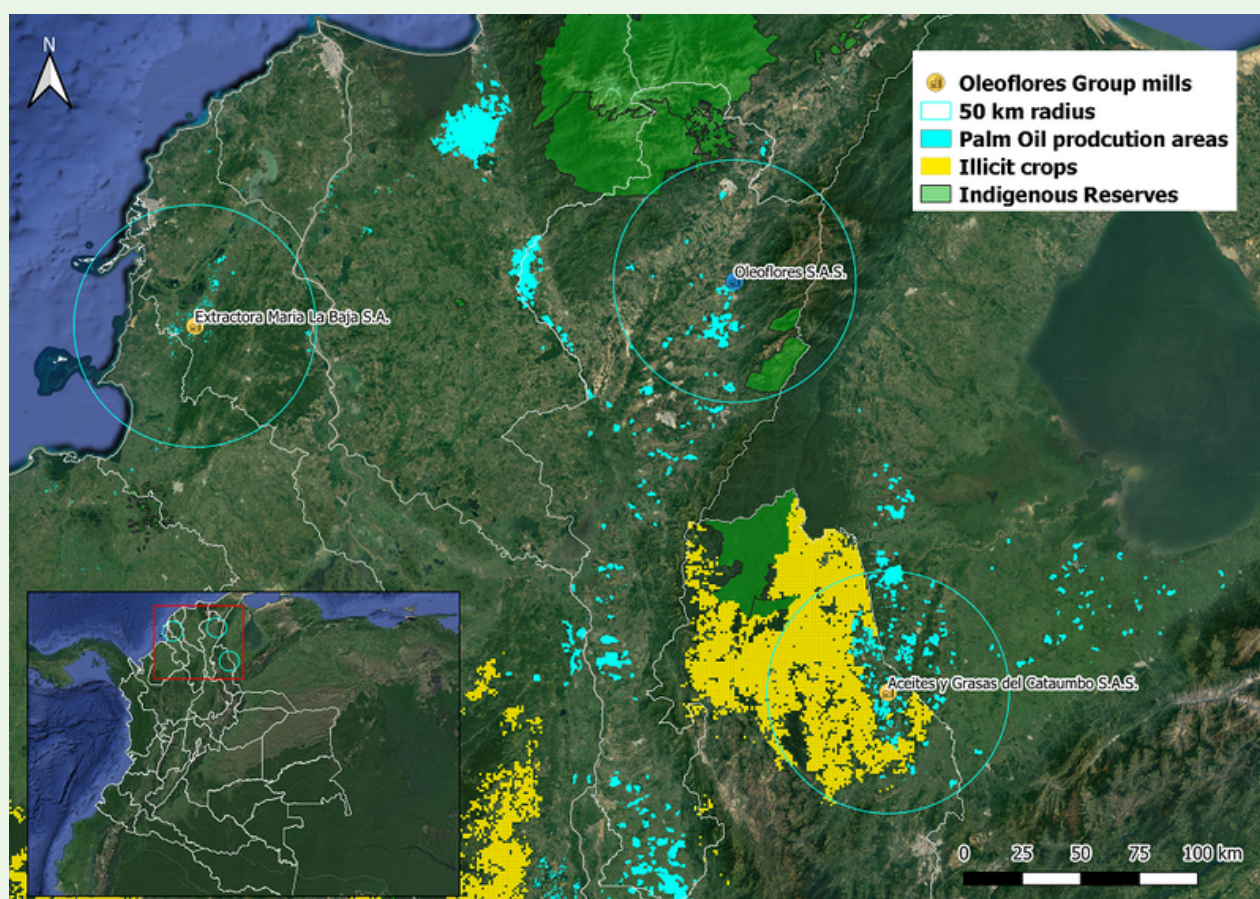 N
Oleoflores Group mills
50 km radius
Palm Oil prodcution areas
Illicit crops
Indigenous Reserves
Oleoflores S.A.S.
Extractora Maria La Baja S.A.
Aceites y Grasas del Cataumbo S.A.S.
0 25 50 75 100 km